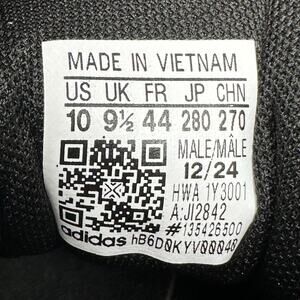 MADE IN VIETNAM
US UK FR JP CHN
10 9½ 44 280 270
MALE/MÂLE
12/24
HWA 1Y3001
A:JI2842
#135426500
adidas hB6D0KYV00040